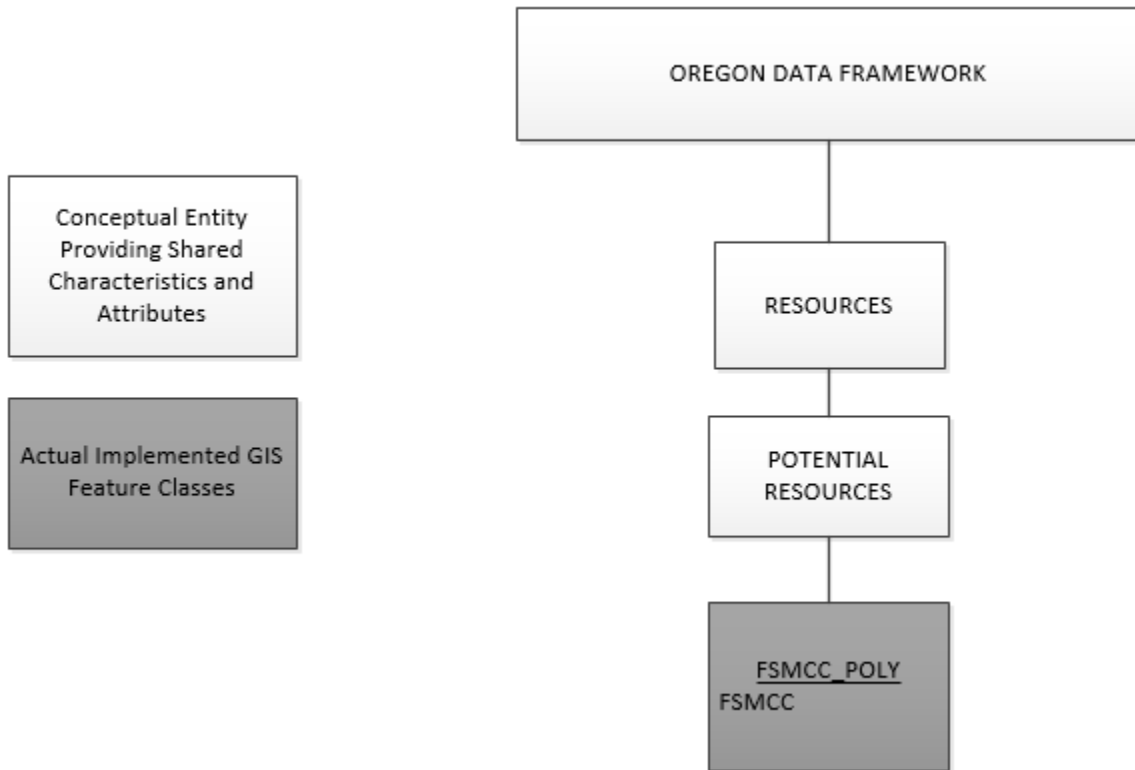 OREGON DATA FRAMEWORK
Conceptual Entity
Providing Shared
Characteristics and
Attributes
RESOURCES
Actual Implemented GIS
Feature Classes
POTENTIAL
RESOURCES
FSMCC_POLY
FSMCC